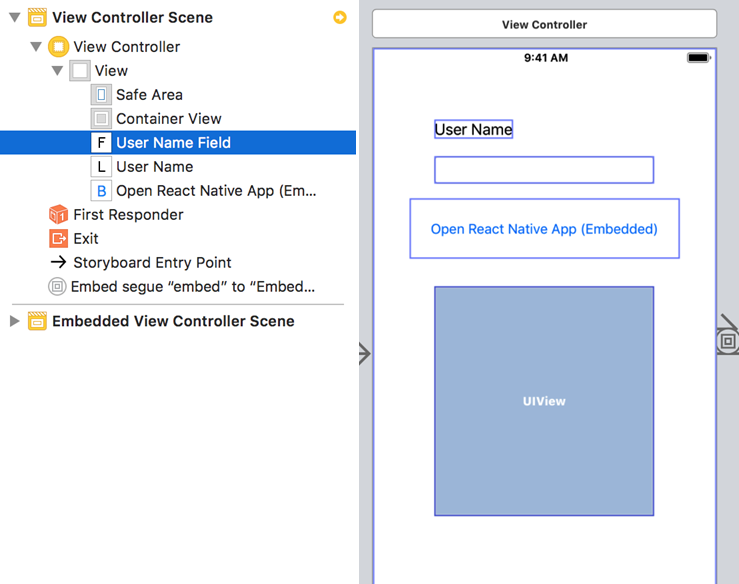 View Controller Scene
View Controller
View
Safe Area
Container View
F User Name Field
L User Name
B Open React Native App (Em...
First Responder
Exit
Storyboard Entry Point
Embed segue “embed” to “Embed...
Embedded View Controller Scene
View Controller
9:41 AM
User Name
Open React Native App (Embedded)
UIView